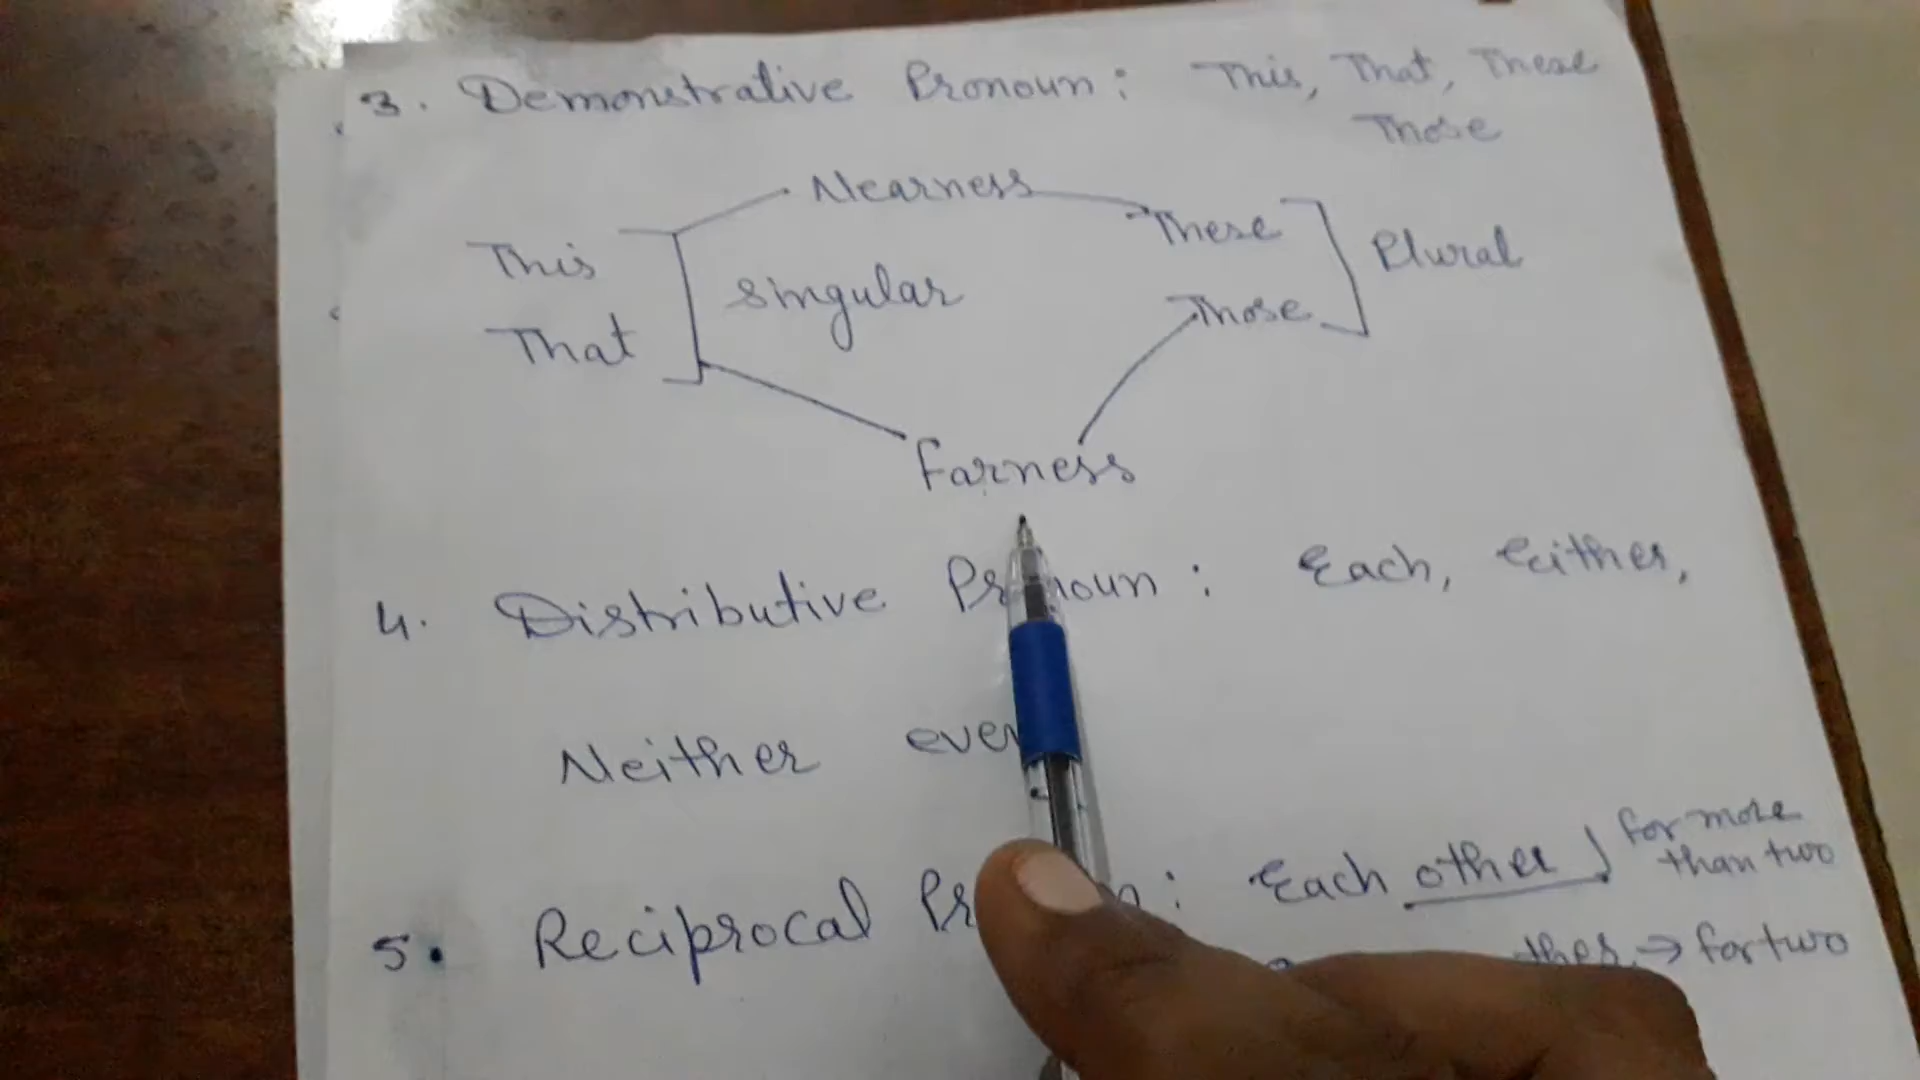 3. Demonstrative Pronoun : This, That, These
Those
Nearness
This These Plural
singular
That Those
Farness
4. Distributive Pronoun : Each, Either,
Neither
5. Reciprocal : Each other for more
than two
→ for two